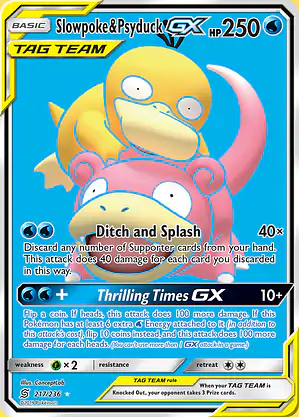 BASIC Slowpoke & Psyduck GX HP 250
TAG TEAM
Ditch and Splash 40×
Discard any number of Supporter cards from your hand.
This attack does 40 damage for each card you discarded
in this way.
+ Thrilling Times GX 10+
Flip a coin. If heads, this attack does 100 more damage. If this
Pokémon has at least 6 extra Energy attached to it (in addition to
this attack's cost), flip 10 coins instead, and this attack does 100
more damage for each heads. (You can't use more than 1 GX attack in a game.)
weakness ×2 resistance retreat
Illus. ConceptLab
217/236
TAG TEAM rule
When your TAG TEAM is Knocked
Out, your opponent takes 3 Prize cards.